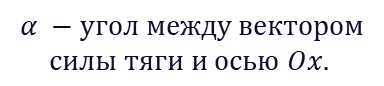 α – угол между вектором
силы тяги и осью Ox.